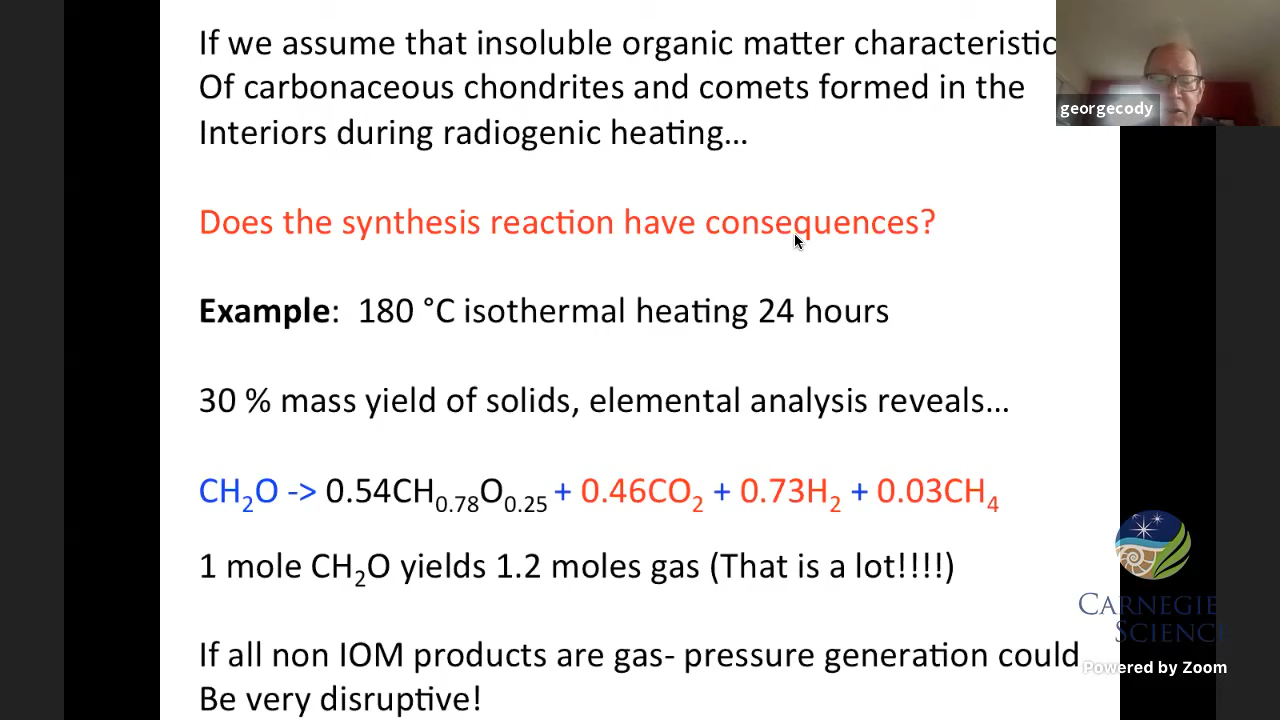 If we assume that insoluble organic matter characteristic
Of carbonaceous chondrites and comets formed in the
Interiors during radiogenic heating…
georgecody
Does the synthesis reaction have consequences?
Example: 180 °C isothermal heating 24 hours
30 % mass yield of solids, elemental analysis reveals…
CH2O -> 0.54CH0.78O0.25 + 0.46CO2 + 0.73H2 + 0.03CH4
1 mole CH2O yields 1.2 moles gas (That is a lot!!!!)
CARNEGIE
SCIENCE
If all non IOM products are gas- pressure generation could
Be very disruptive!
Powered by Zoom